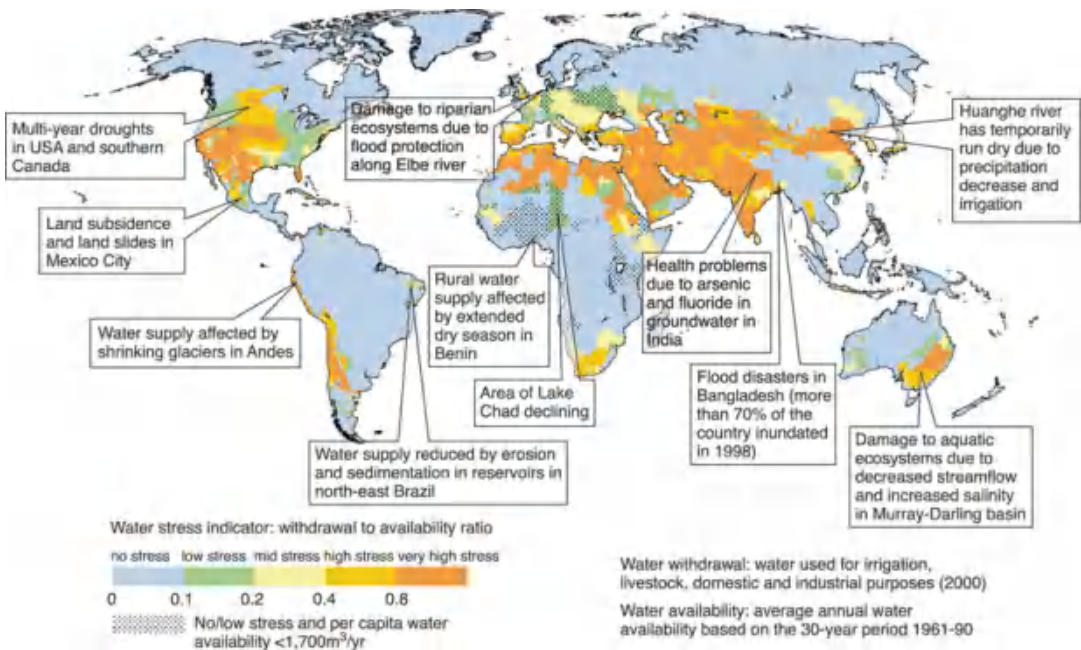 Multi-year droughts
in USA and southern
Canada
Damage to riparian
ecosystems due to
flood protection
along Elbe river
Huanghe river
has temporarily
run dry due to
precipitation
decrease and
irrigation
Land subsidence
and land slides in
Mexico City
Water supply affected by
shrinking glaciers in Andes
Rural water
supply affected
by extended
dry season in
Benin
Health problems
due to arsenic
and fluoride in
groundwater in
India
Area of Lake
Chad declining
Flood disasters in
Bangladesh (more
than 70% of the
country inundated
in 1998)
Damage to aquatic
ecosystems due to
decreased streamflow
and increased salinity
in Murray-Darling basin
Water supply reduced by erosion
and sedimentation in reservoirs in
north-east Brazil
Water stress indicator: withdrawal to availability ratio
no stress low stress mid stress high stress very high stress
0 0.1 0.2 0.4 0.8
No/low stress and per capita water
availability <1,700m³/yr
Water withdrawal: water used for irrigation,
livestock, domestic and industrial purposes (2000)
Water availability: average annual water
availability based on the 30-year period 1961-90